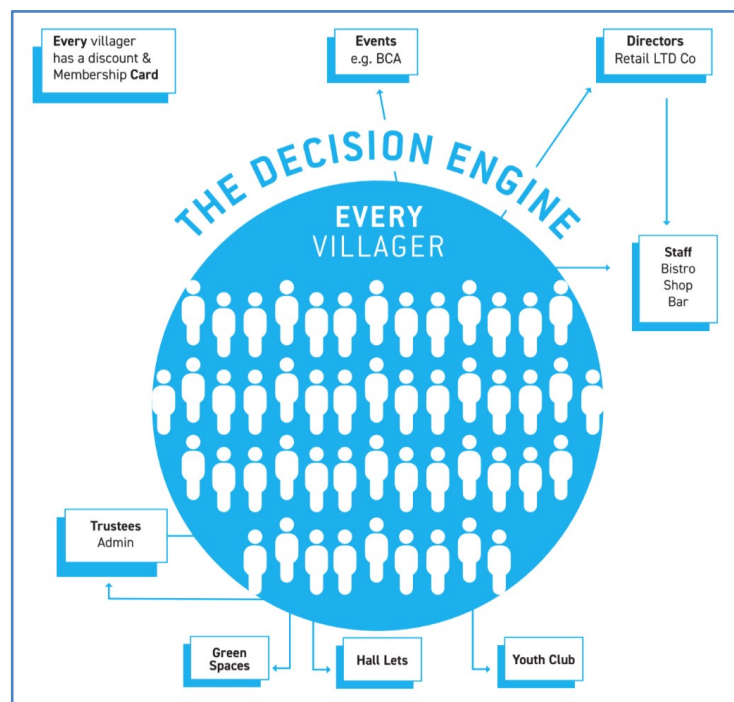 Every villager
has a discount &
Membership Card
Events
e.g. BCA
Directors
Retail LTD Co
THE DECISION ENGINE
EVERY
VILLAGER
Staff
Bistro
Shop
Bar
Trustees
Admin
Green
Spaces
Hall Lets
Youth Club